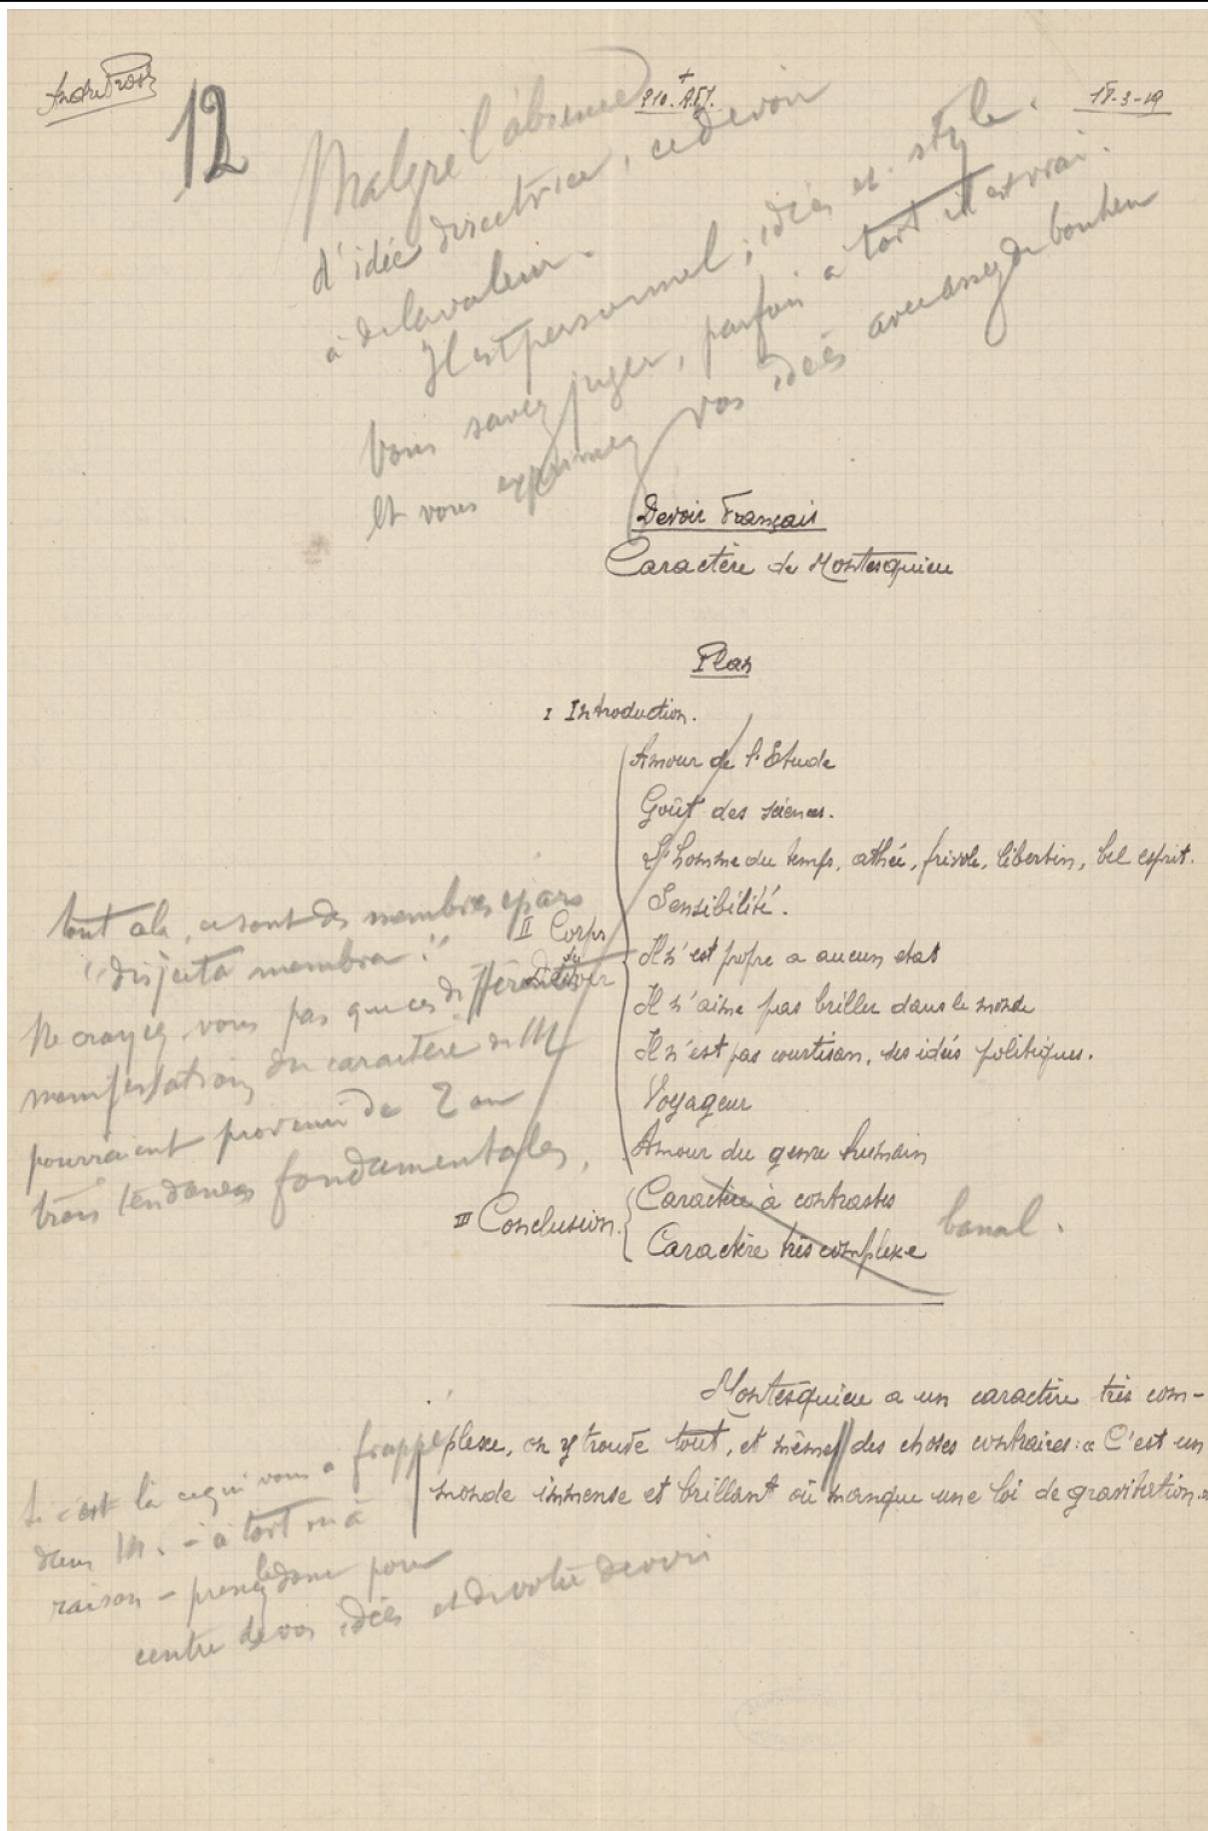 12
18-3-19
Malgré l'absence
d'idée directrice, ce devoir
a de la valeur.
Il est personnel ; idées et style.
Vous savez juger, parfois à tort il est vrai.
Et vous exprimez vos idées avec assez de bonheur
Devoir Français
Caractère de Montesquieu
Plan
I Introduction.
Amour de l'Etude
Goût des sciences.
L'homme du temps, athée, frivole, libertin, bel esprit.
Sensibilité.
II Corps
du
Devoir
Il n'est propre a aucun etat
Il n'aime pas briller dans le monde
Il n'est pas courtisan, ses idées politiques.
Voyageur
Amour du genre humain
tout cela, ce sont des membres épars
"disjecta membra"
Ne croyez vous pas que ces différentes
manifestations du caractère de M
pourraient provenir de 2 ou
trois tendances fondamentales,
III Conclusion.
Caractère à contrastes
Caractère très complexe
banal.
Montesquieu a un caractère très com-
plexe, on y trouve tout, et même des choses contraires : « C'est un
monde immense et brillant où manque une loi de gravitation. »
Si c'est là ce qui vous a frappé
dans M. - à tort ou à
raison - prenez le donc pour
centre de vos idées et de votre devoir